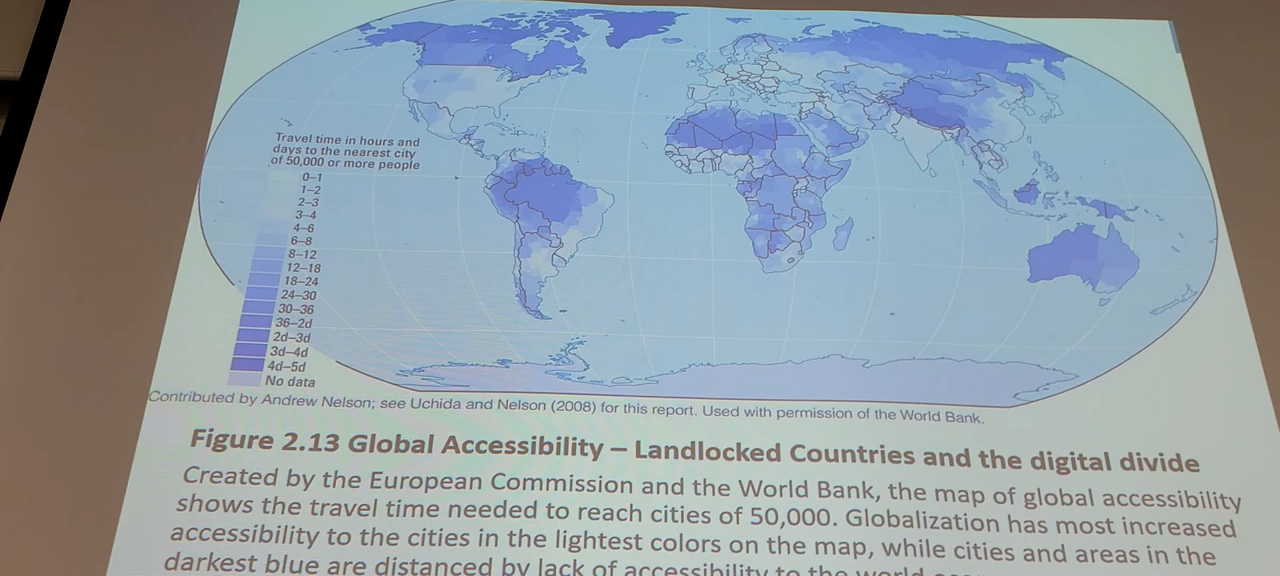 Travel time in hours and
days to the nearest city
of 50,000 or more people
0–1
1–2
2–3
3–4
4–6
6–8
8–12
12–18
18–24
24–30
30–36
36–2d
2d–3d
3d–4d
4d–5d
No data
Contributed by Andrew Nelson; see Uchida and Nelson (2008) for this report. Used with permission of the World Bank.
Figure 2.13 Global Accessibility – Landlocked Countries and the digital divide
Created by the European Commission and the World Bank, the map of global accessibility
shows the travel time needed to reach cities of 50,000. Globalization has most increased
accessibility to the cities in the lightest colors on the map, while cities and areas in the
darkest blue are distanced by lack of accessibility to the world